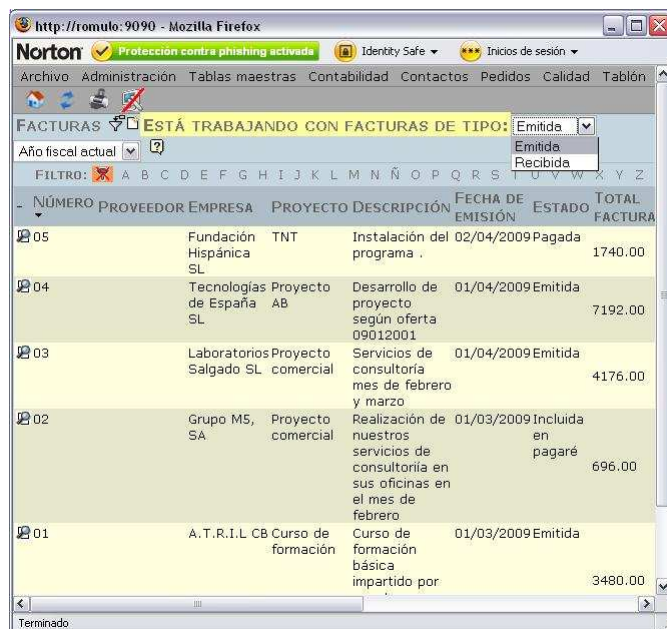 http://romulo:9090 - Mozilla Firefox
Norton Protección contra phishing activada Identity Safe Inicios de sesión
Archivo Administración Tablas maestras Contabilidad Contactos Pedidos Calidad Tablón
FACTURAS ESTÁ TRABAJANDO CON FACTURAS DE TIPO: Emitida
Emitida
Recibida
Año fiscal actual
FILTRO: A B C D E F G H I J K L M N Ñ O P Q R S T U V W X Y Z
- NÚMERO PROVEEDOR EMPRESA PROYECTO DESCRIPCIÓN FECHA DE EMISIÓN ESTADO TOTAL FACTURA
05 Fundación TNT Instalación del 02/04/2009 Pagada
Hispánica programa . 1740.00
SL
04 Tecnologías Proyecto Desarrollo de 01/04/2009 Emitida
de España AB proyecto
SL según oferta 7192.00
09012001
03 Laboratorios Proyecto Servicios de 01/04/2009 Emitida
Salgado SL comercial consultoría
mes de febrero 4176.00
y marzo
02 Grupo M5, Proyecto Realización de 01/03/2009 Incluida
SA comercial nuestros en
servicios de pagaré
consultoriía en 696.00
sus oficinas en
el mes de
febrero
01 A.T.R.I.L CB Curso de Curso de 01/03/2009 Emitida
formación formación
básica
impartido por 3480.00
Terminado